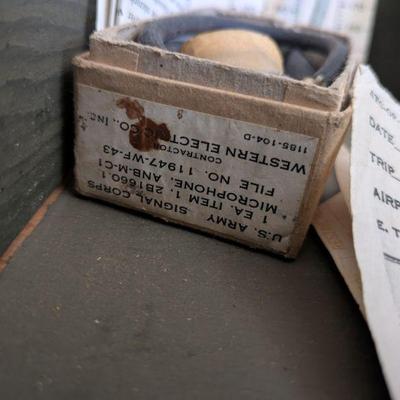 U.S. ARMY
SIGNAL CORPS
1 EA. ITEM 1, 2B1660.1
MICROPHONE, ANB-M-C1
FILE NO. 11947-WF-43
CONTRACTOR
WESTERN ELECTRIC CO., INC.
1185-104-D
DATE
TRIP
AIRP
E. T